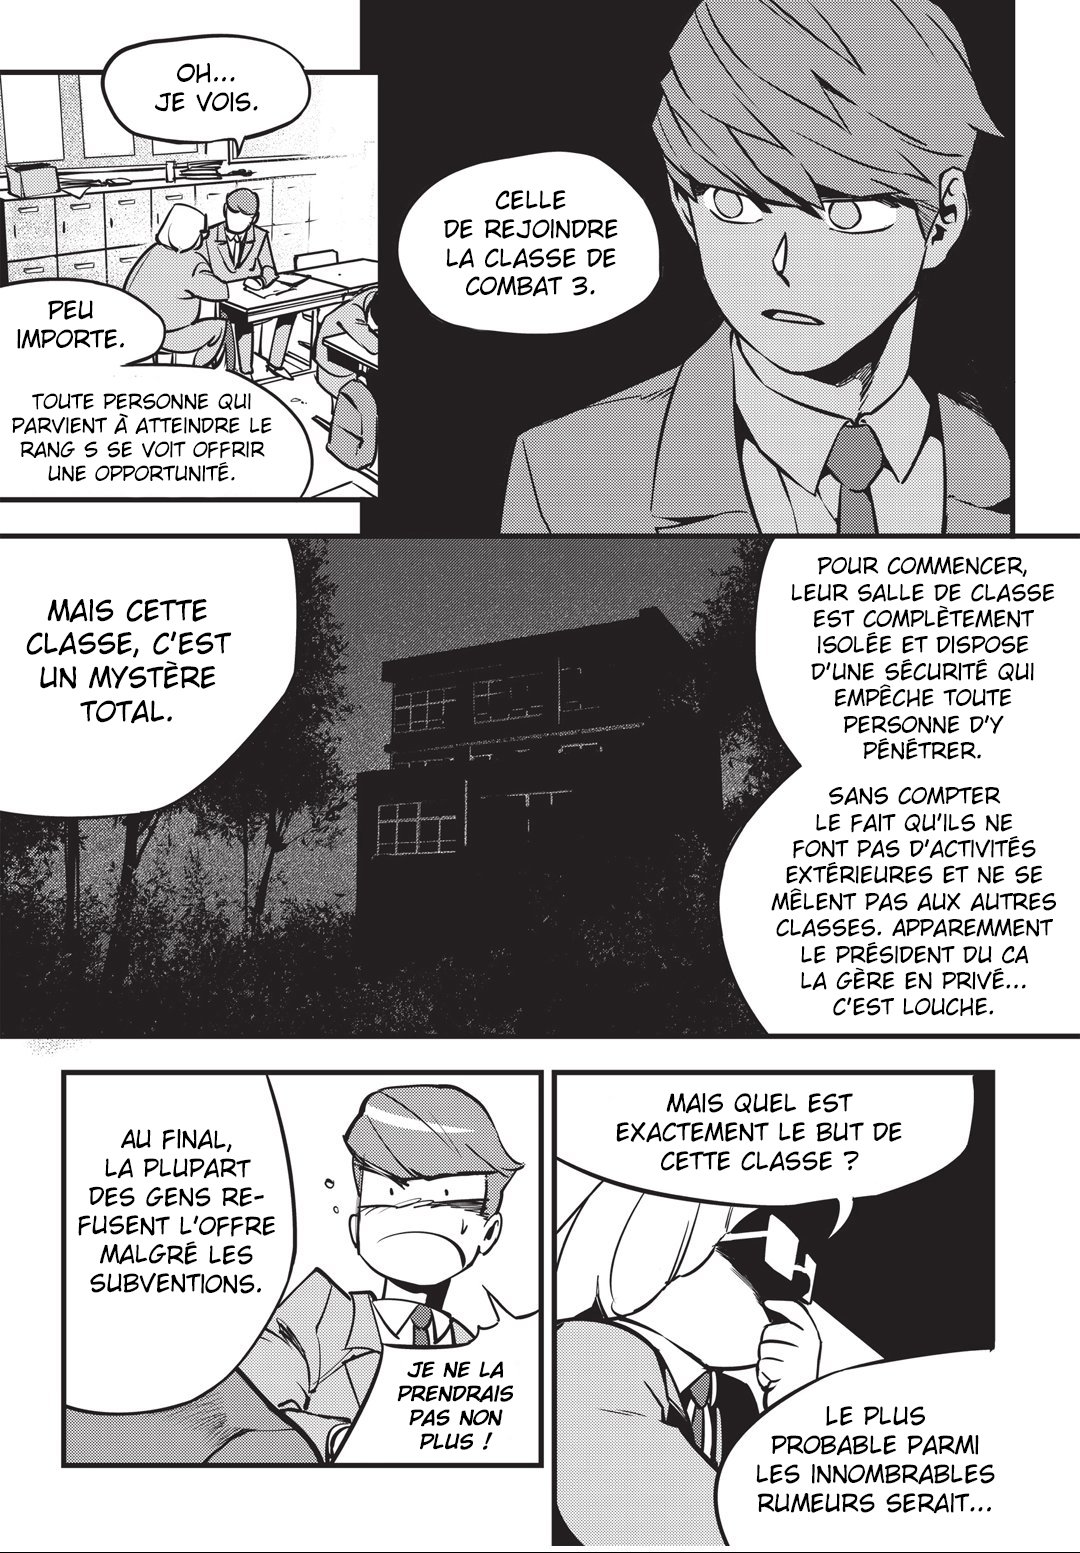 OH...
JE VOIS.
PEU
IMPORTE.
TOUTE PERSONNE QUI
PARVIENT À ATTEINDRE LE
RANG S SE VOIT OFFRIR
UNE OPPORTUNITÉ.
CELLE
DE REJOINDRE
LA CLASSE DE
COMBAT 3.
MAIS CETTE
CLASSE, C'EST
UN MYSTÈRE
TOTAL.
POUR COMMENCER,
LEUR SALLE DE CLASSE
EST COMPLÈTEMENT
ISOLÉE ET DISPOSE
D'UNE SÉCURITÉ QUI
EMPÊCHE TOUTE
PERSONNE D'Y
PÉNÉTRER.
SANS COMPTER
LE FAIT QU'ILS NE
FONT PAS D'ACTIVITÉS
EXTÉRIEURES ET NE SE
MÊLENT PAS AUX AUTRES
CLASSES. APPAREMMENT
LE PRÉSIDENT DU CA
LA GÈRE EN PRIVÉ...
C'EST LOUCHE.
AU FINAL,
LA PLUPART
DES GENS RE-
FUSENT L'OFFRE
MALGRÉ LES
SUBVENTIONS.
JE NE LA
PRENDRAIS
PAS NON
PLUS !
MAIS QUEL EST
EXACTEMENT LE BUT DE
CETTE CLASSE ?
LE PLUS
PROBABLE PARMI
LES INNOMBRABLES
RUMEURS SERAIT...